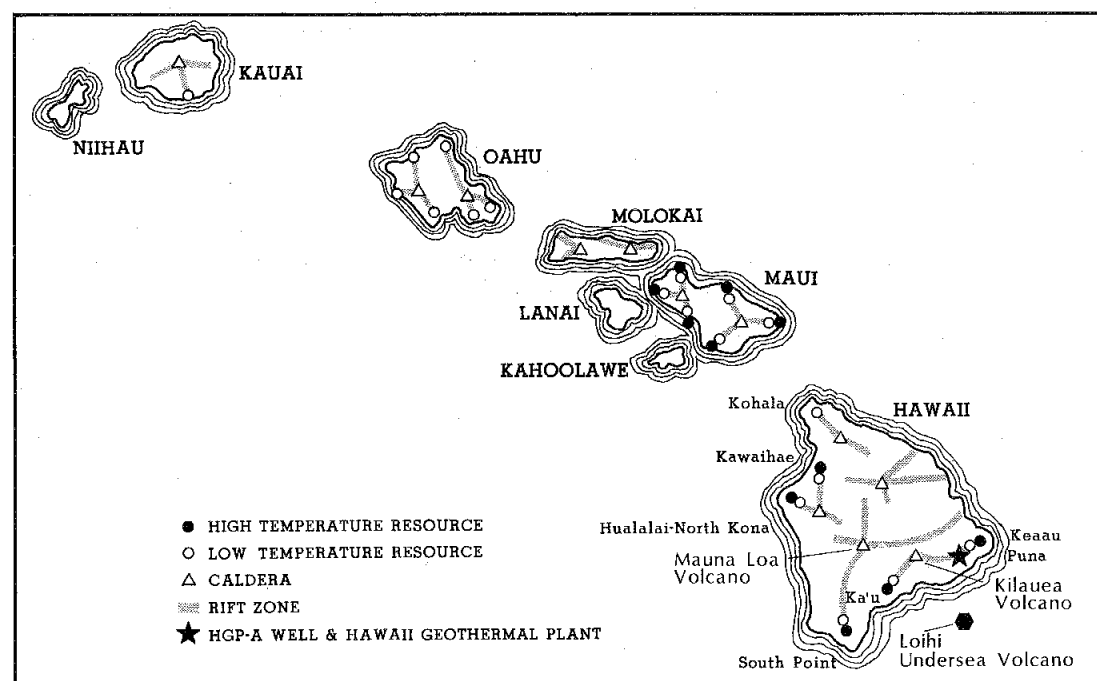 KAUAI
NIIHAU
OAHU
MOLOKAI
MAUI
LANAI
KAHOOLAWE
HAWAII
Kohala
Kawaihae
Hualalai-North Kona
Mauna Loa
Volcano
Keaau
Puna
Kilauea
Volcano
Ka'u
Loihi
Undersea Volcano
South Point
HIGH TEMPERATURE RESOURCE
LOW TEMPERATURE RESOURCE
CALDERA
RIFT ZONE
HGP-A WELL & HAWAII GEOTHERMAL PLANT